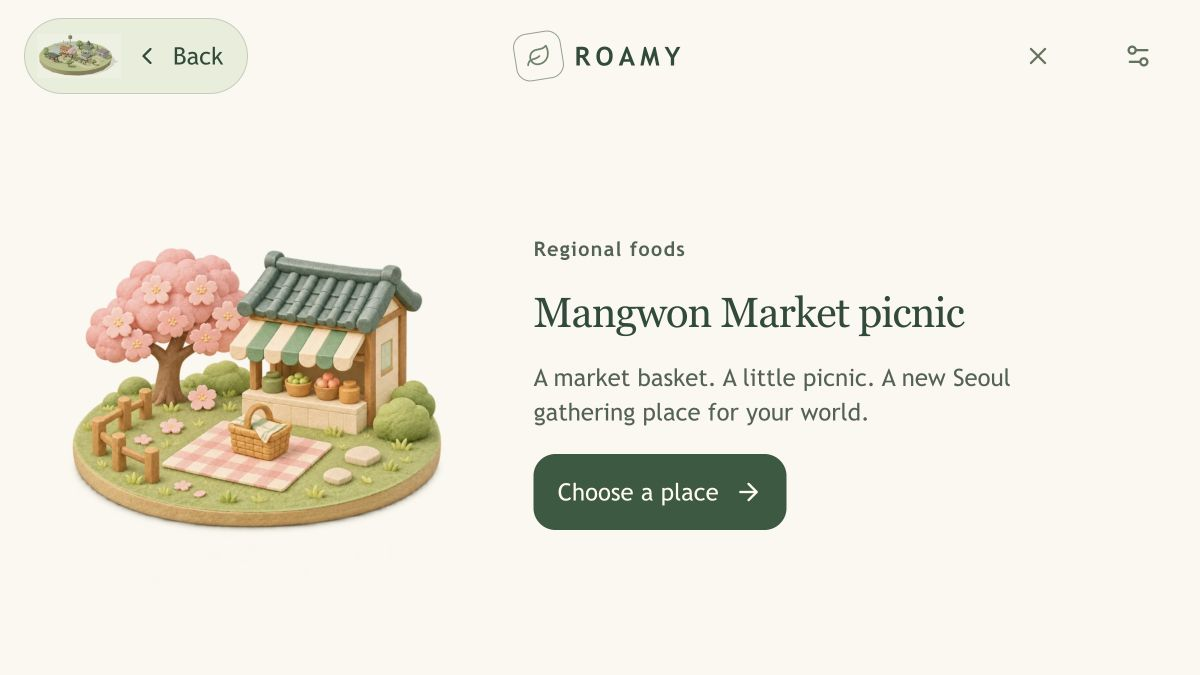 Back
ROAMY
Regional foods
Mangwon Market picnic
A market basket. A little picnic. A new Seoul
gathering place for your world.
Choose a place